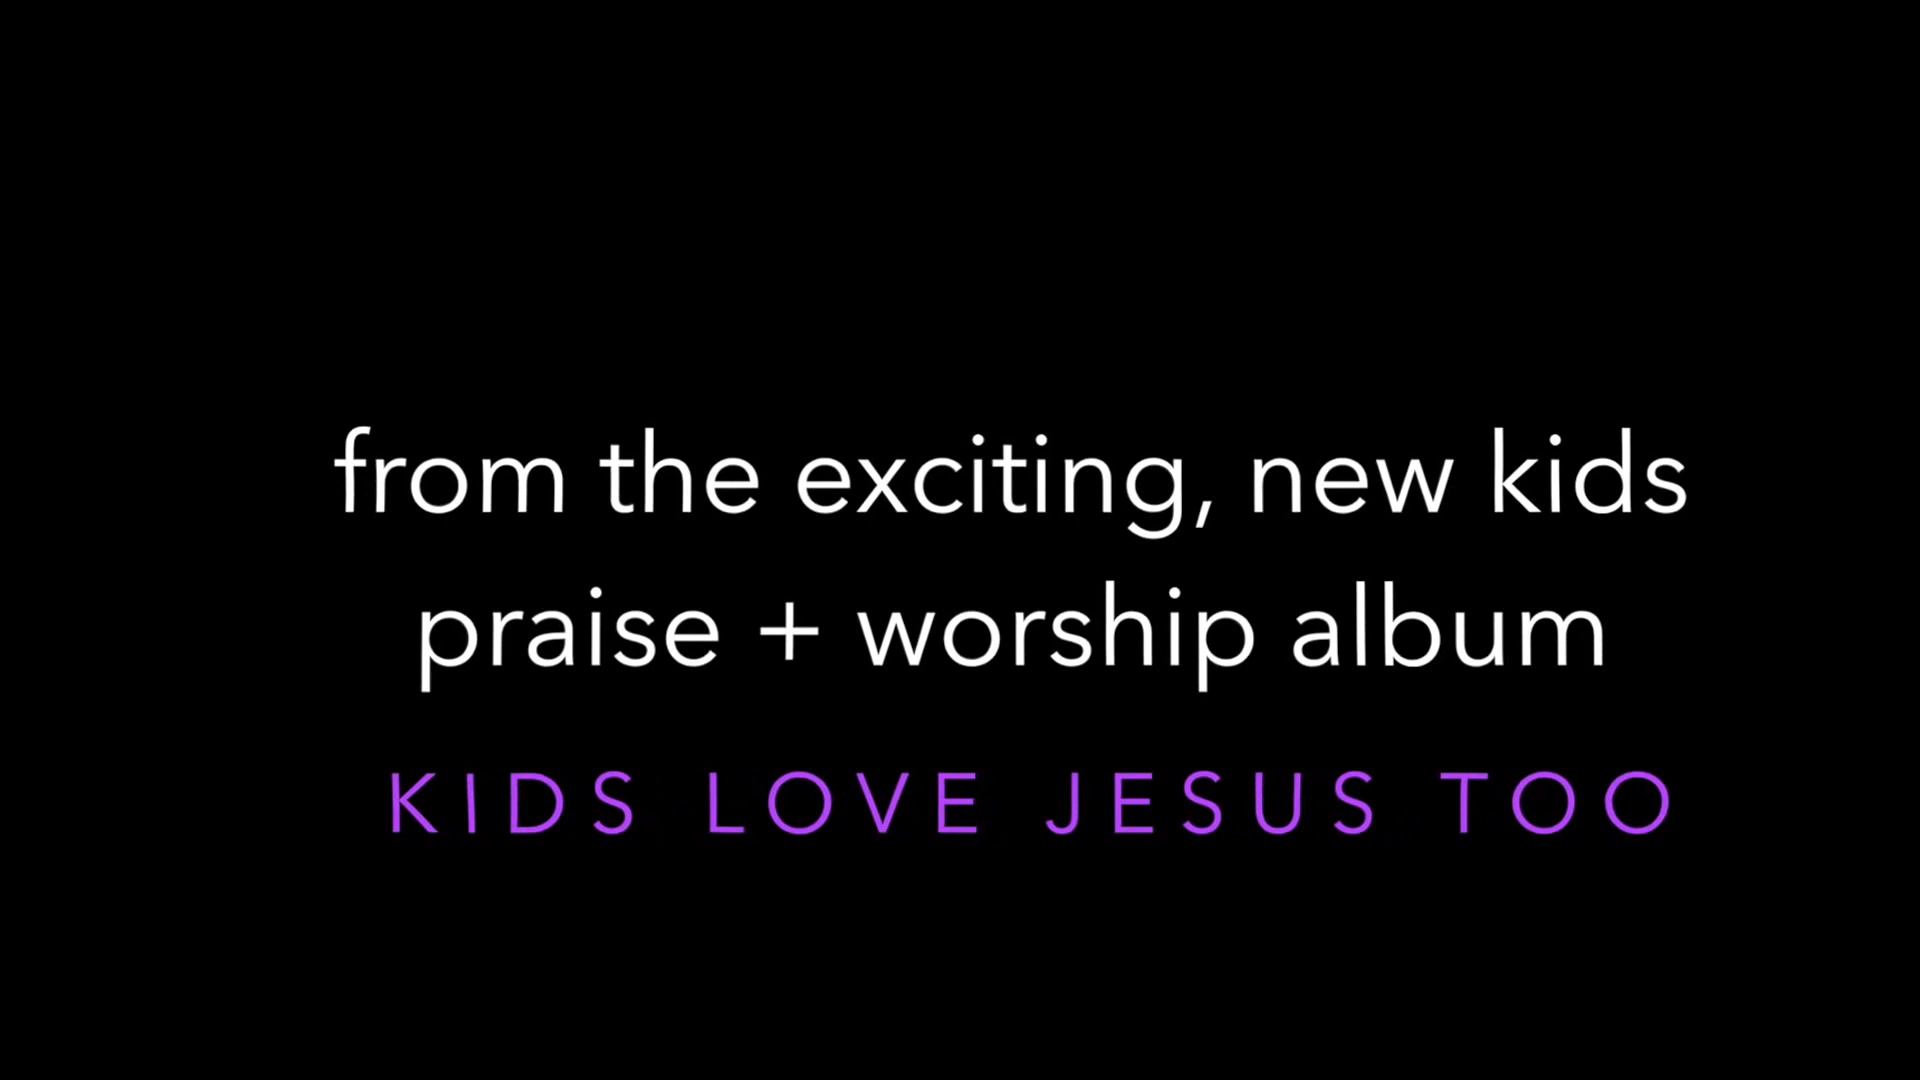 from the exciting, new kids
praise + worship album
KIDS LOVE JESUS TOO